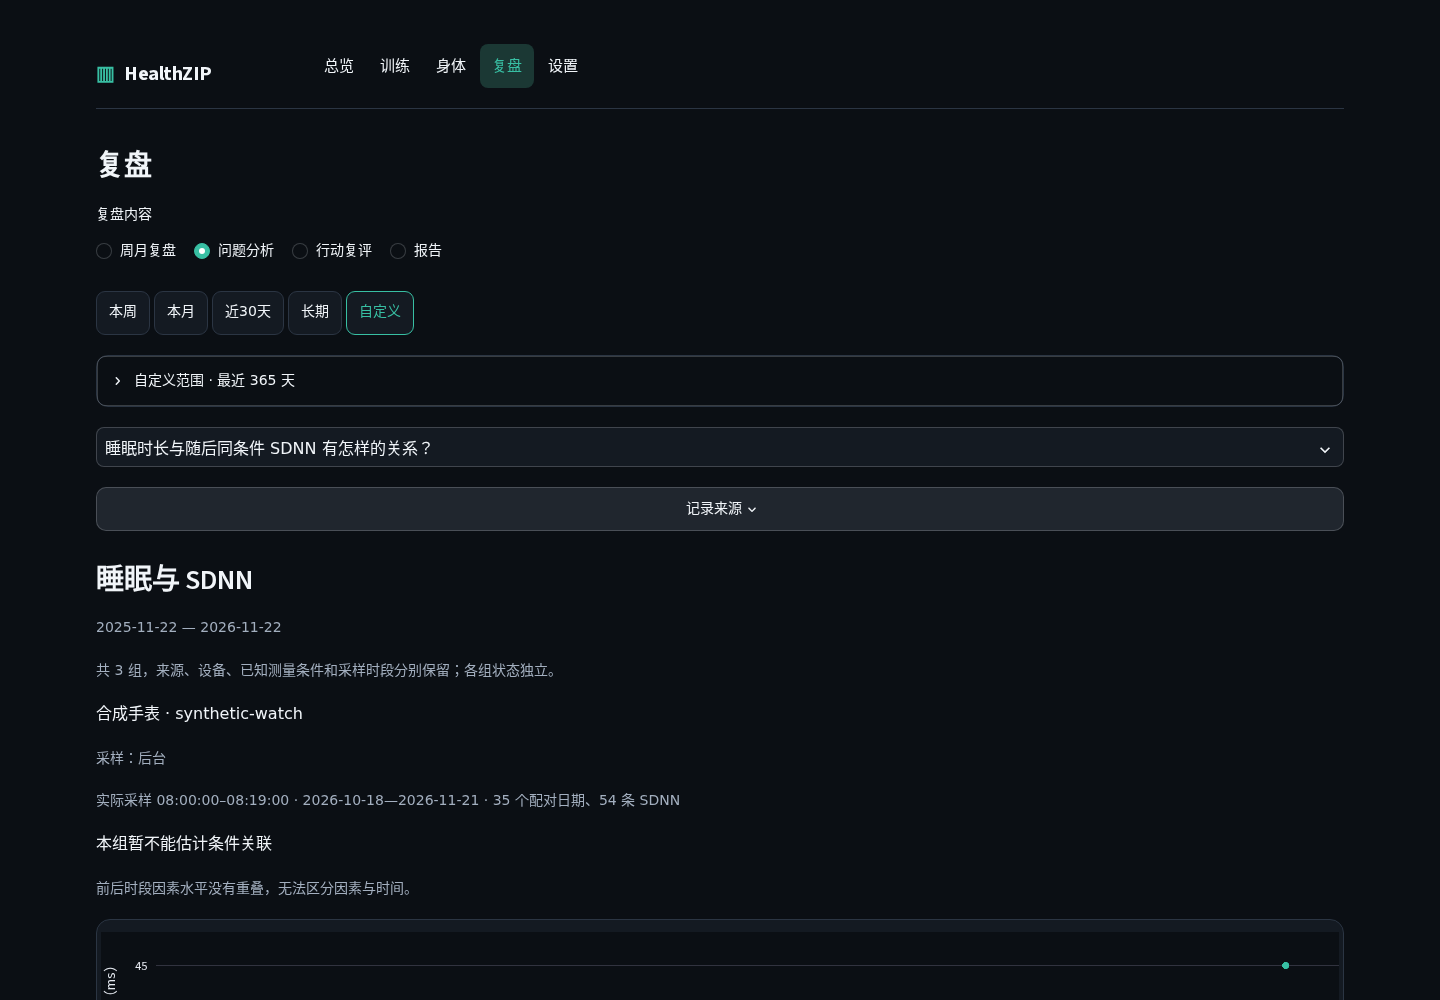 HealthZIP
总览 训练 身体 复盘 设置
复盘
复盘内容
周月复盘 问题分析 行动复评 报告
本周 本月 近30天 长期 自定义
自定义范围 · 最近 365 天
睡眠时长与随后同条件 SDNN 有怎样的关系？
记录来源
睡眠与 SDNN
2025-11-22 — 2026-11-22
共 3 组，来源、设备、已知测量条件和采样时段分别保留；各组状态独立。
合成手表 · synthetic-watch
采样：后台
实际采样 08:00:00–08:19:00 · 2026-10-18—2026-11-21 · 35 个配对日期、54 条 SDNN
本组暂不能估计条件关联
前后时段因素水平没有重叠，无法区分因素与时间。
45
(ms)